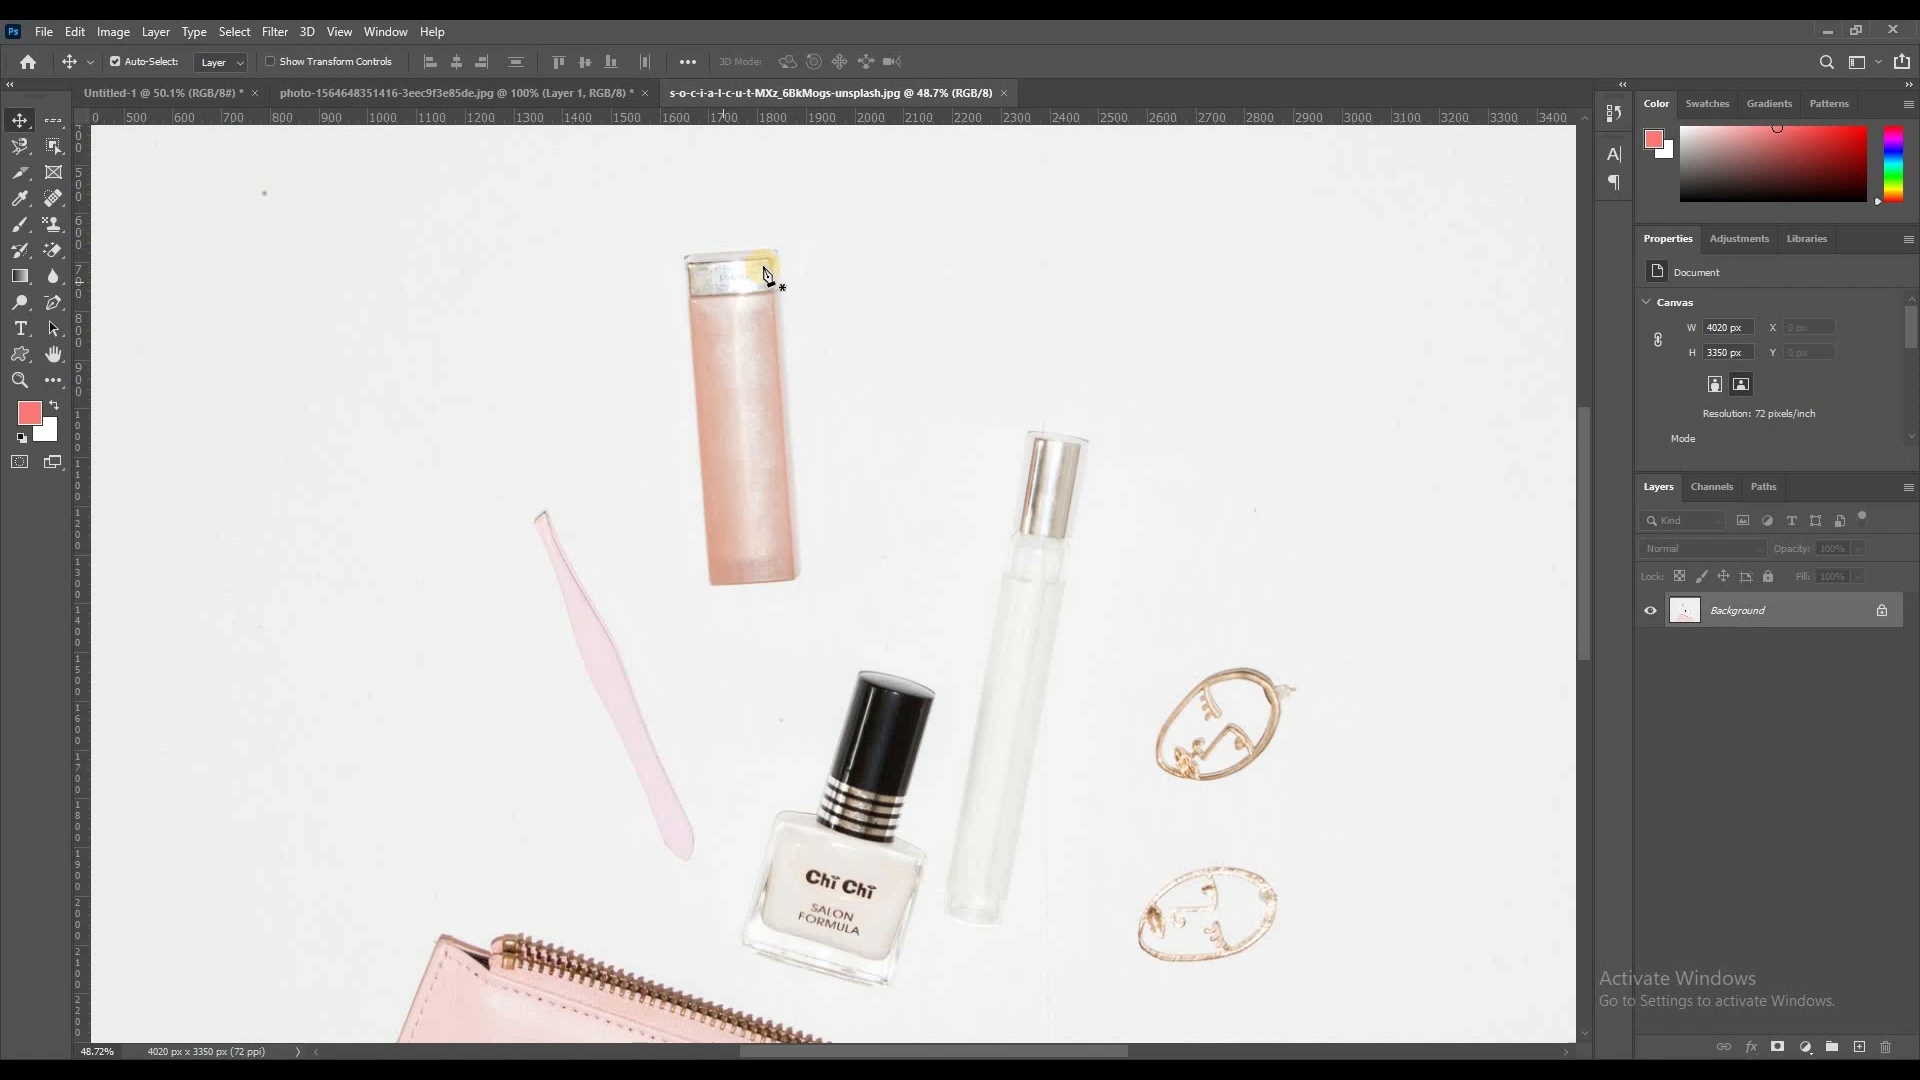 Ps File Edit Image Layer Type Select Filter 3D View Window Help
Auto-Select: Layer Show Transform Controls 3D Mode:
Untitled-1 @ 50.1% (RGB/8#) * × photo-1564648351416-3eec9f3e85de.jpg @ 100% (Layer 1, RGB/8) * × s-o-c-i-a-l-c-u-t-MXz_6BkMogs-unsplash.jpg @ 48.7% (RGB/8) ×
0 500 600 700 800 900 1000 1100 1200 1300 1400 1500 1600 1700 1800 1900 2000 2100 2200 2300 2400 2500 2600 2700 2800 2900 3000 3100 3200 3300 3400
Color Swatches Gradients Patterns
Properties Adjustments Libraries
Document
Canvas
W 4020 px X 0 px
H 3350 px Y 0 px
Resolution: 72 pixels/inch
Mode
Layers Channels Paths
Kind
Normal Opacity: 100%
Lock: Fill: 100%
Background
Chi Chi
SALON
FORMULA
Activate Windows
Go to Settings to activate Windows.
48.72% 4020 px x 3350 px (72 ppi)